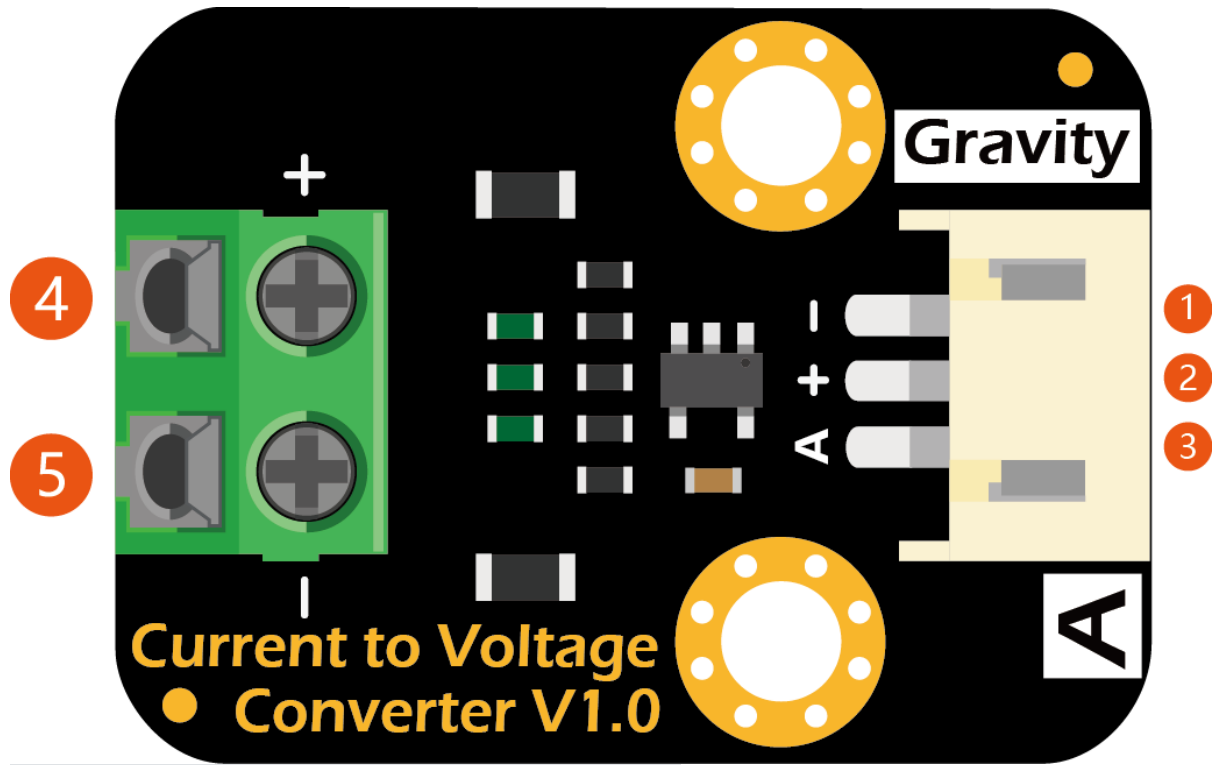 Gravity
+
4
5
−
−
+
A
1
2
3
A
Current to Voltage
Converter V1.0